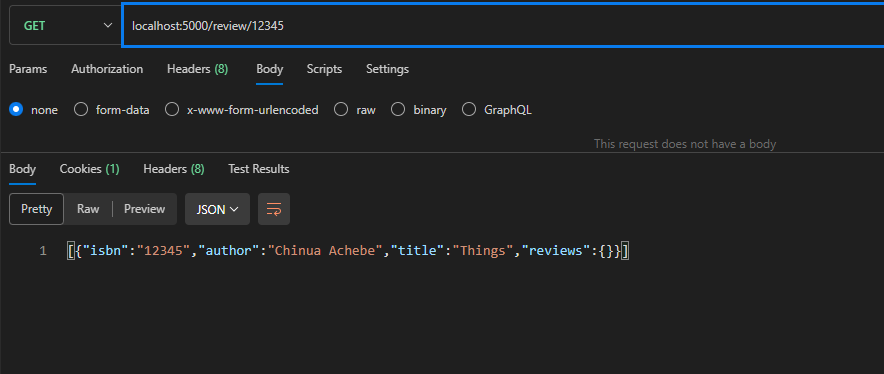 GET localhost:5000/review/12345
Params Authorization Headers (8) Body Scripts Settings
none form-data x-www-form-urlencoded raw binary GraphQL
This request does not have a body
Body Cookies (1) Headers (8) Test Results
Pretty Raw Preview JSON
1 [{"isbn":"12345","author":"Chinua Achebe","title":"Things","reviews":{}}]